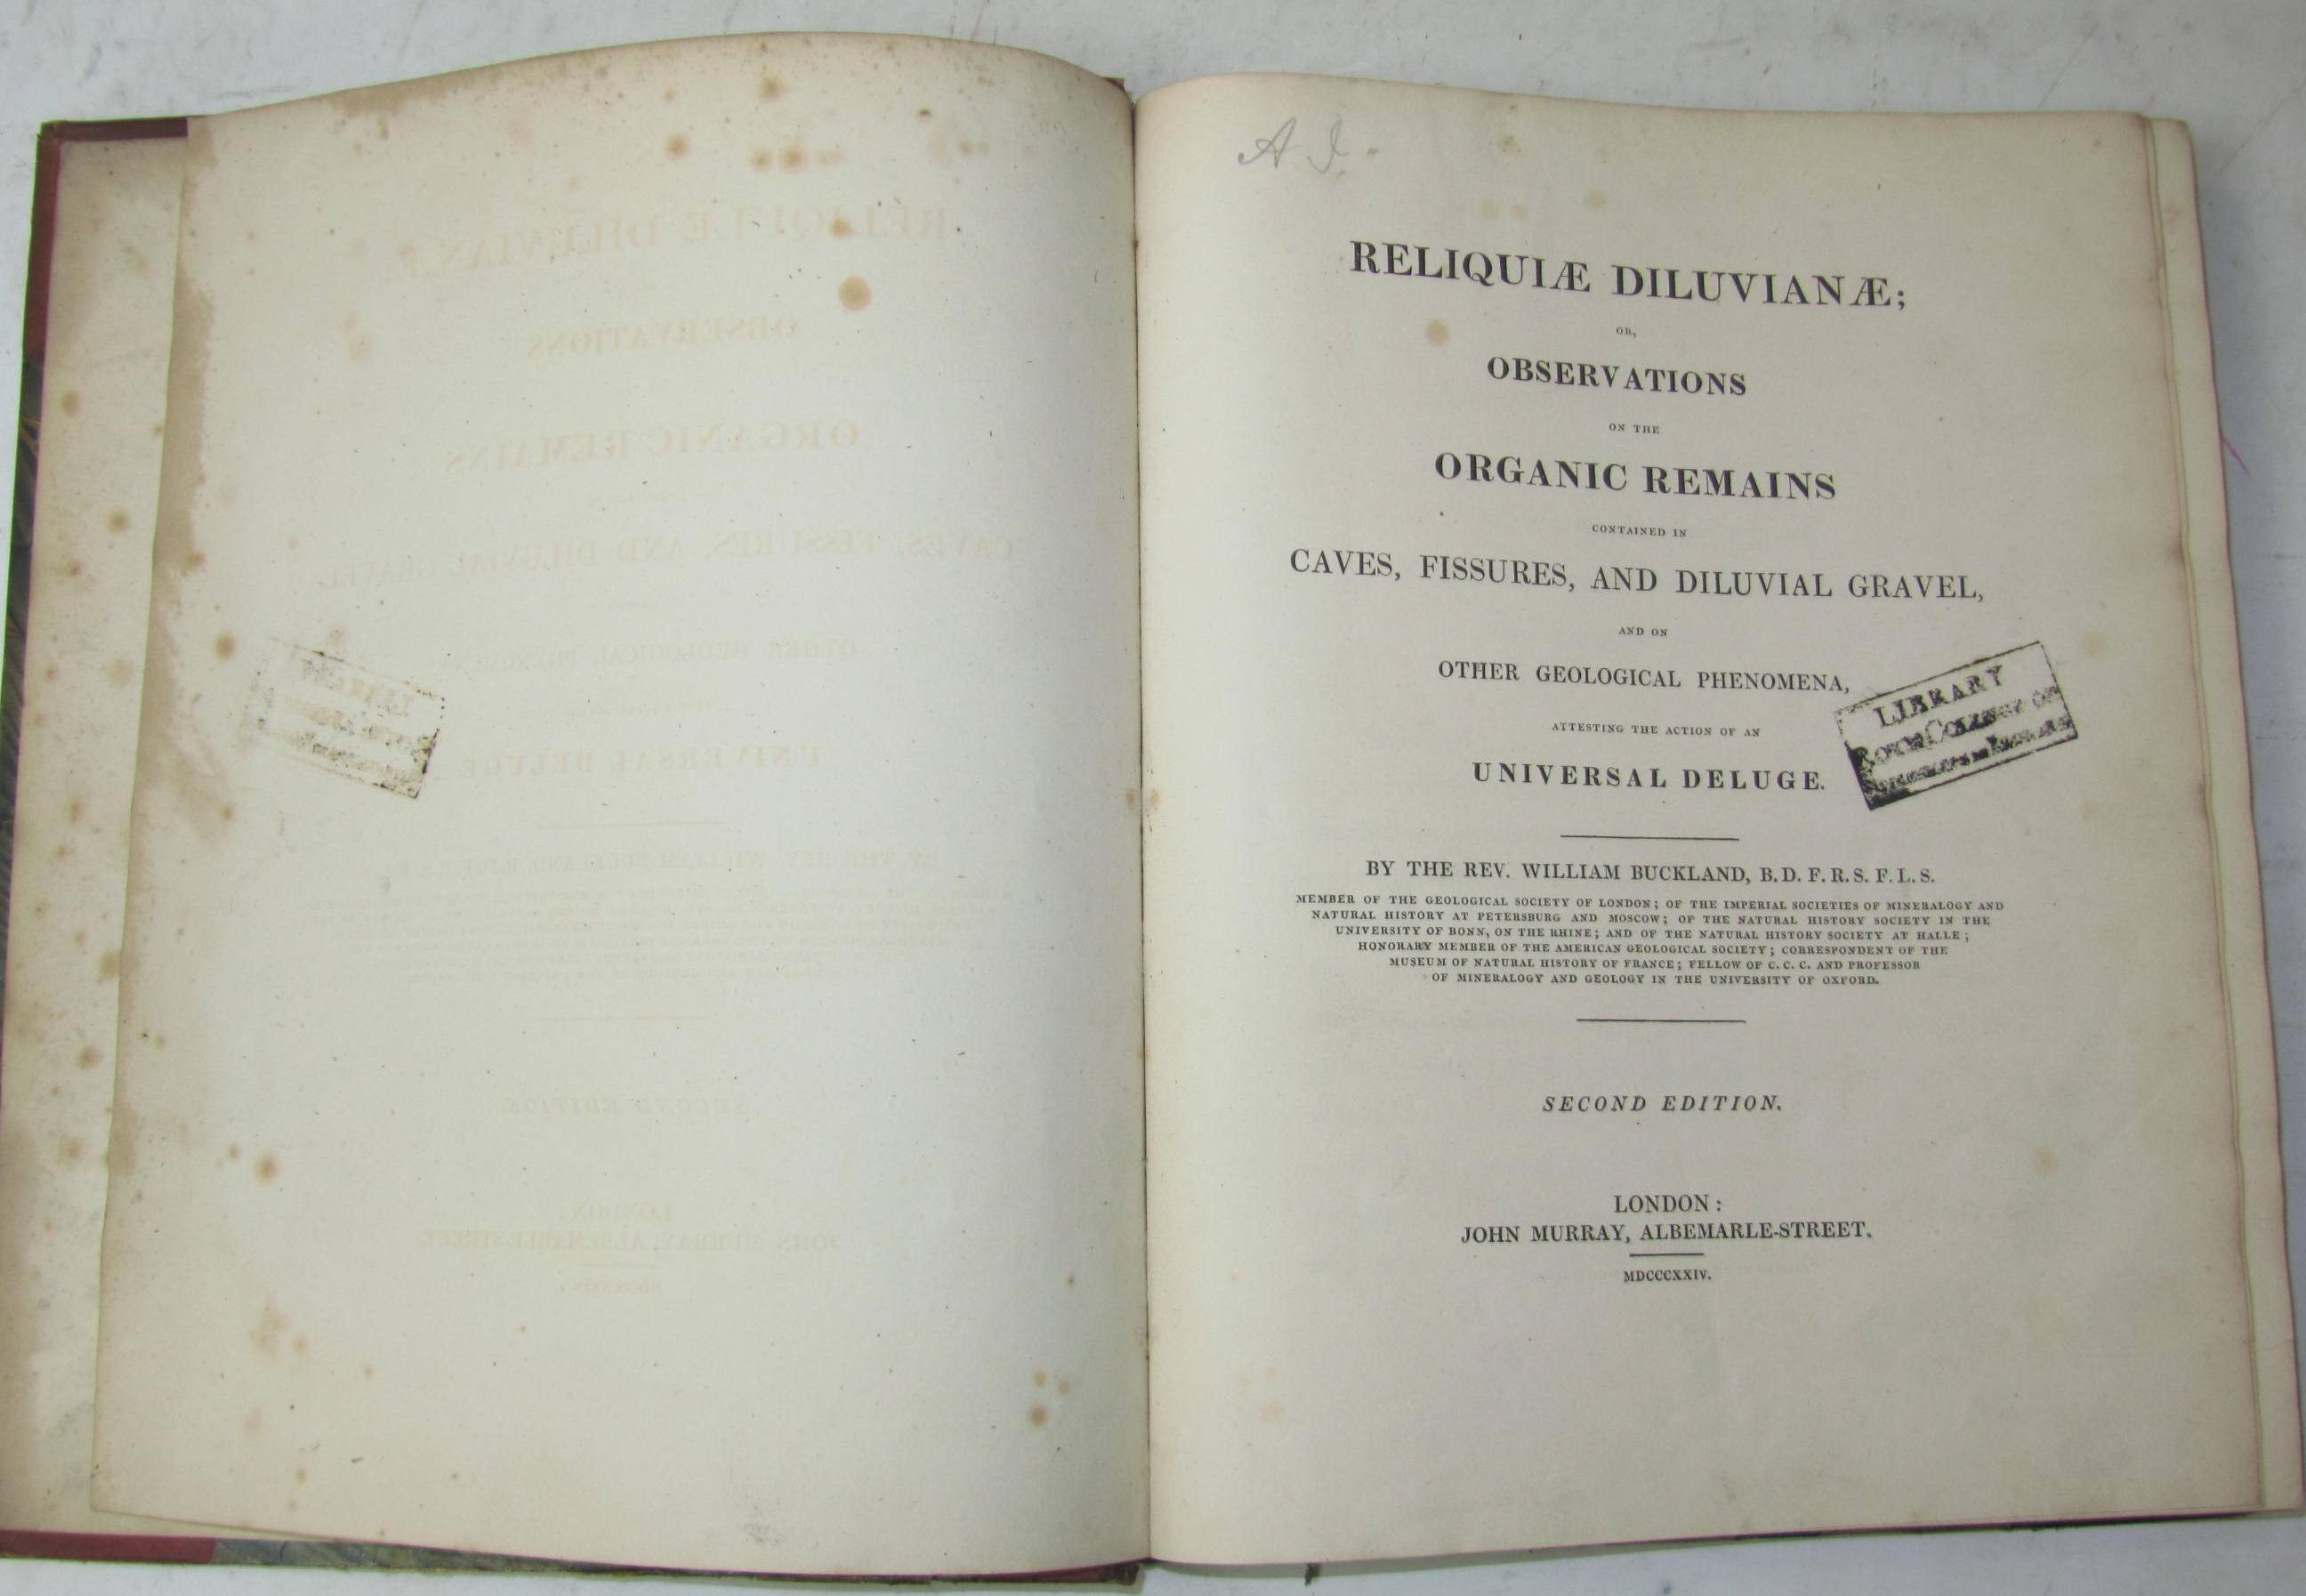 A J.
RELIQUIÆ DILUVIANÆ;
OR,
OBSERVATIONS
ON THE
ORGANIC REMAINS
CONTAINED IN
CAVES, FISSURES, AND DILUVIAL GRAVEL,
AND ON
OTHER GEOLOGICAL PHENOMENA,
ATTESTING THE ACTION OF AN
UNIVERSAL DELUGE.
LIBRARY
BY THE REV. WILLIAM BUCKLAND, B. D. F. R. S. F. L. S.
MEMBER OF THE GEOLOGICAL SOCIETY OF LONDON; OF THE IMPERIAL SOCIETIES OF MINERALOGY AND
NATURAL HISTORY AT PETERSBURG AND MOSCOW; OF THE NATURAL HISTORY SOCIETY IN THE
UNIVERSITY OF BONN, ON THE RHINE; AND OF THE NATURAL HISTORY SOCIETY AT HALLE;
HONORARY MEMBER OF THE AMERICAN GEOLOGICAL SOCIETY; CORRESPONDENT OF THE
MUSEUM OF NATURAL HISTORY OF FRANCE; FELLOW OF C. C. C. AND PROFESSOR
OF MINERALOGY AND GEOLOGY IN THE UNIVERSITY OF OXFORD.
SECOND EDITION.
LONDON:
JOHN MURRAY, ALBEMARLE-STREET.
MDCCCXXIV.